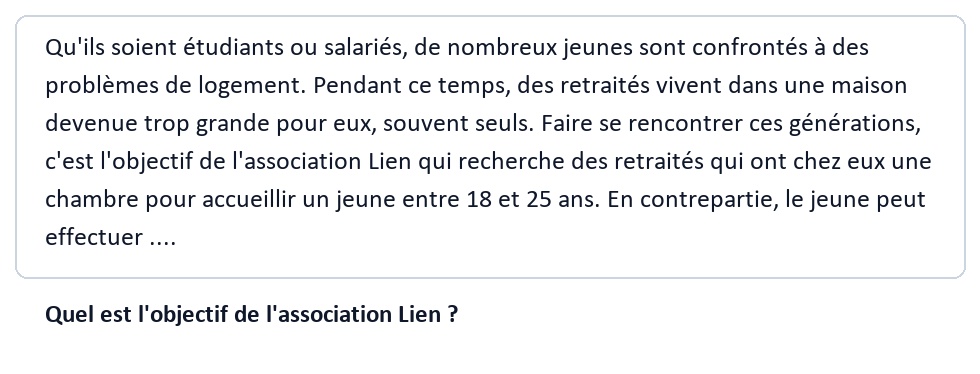 Qu'ils soient étudiants ou salariés, de nombreux jeunes sont confrontés à des
problèmes de logement. Pendant ce temps, des retraités vivent dans une maison
devenue trop grande pour eux, souvent seuls. Faire se rencontrer ces générations,
c'est l'objectif de l'association Lien qui recherche des retraités qui ont chez eux une
chambre pour accueillir un jeune entre 18 et 25 ans. En contrepartie, le jeune peut
effectuer ....
Quel est l'objectif de l'association Lien ?